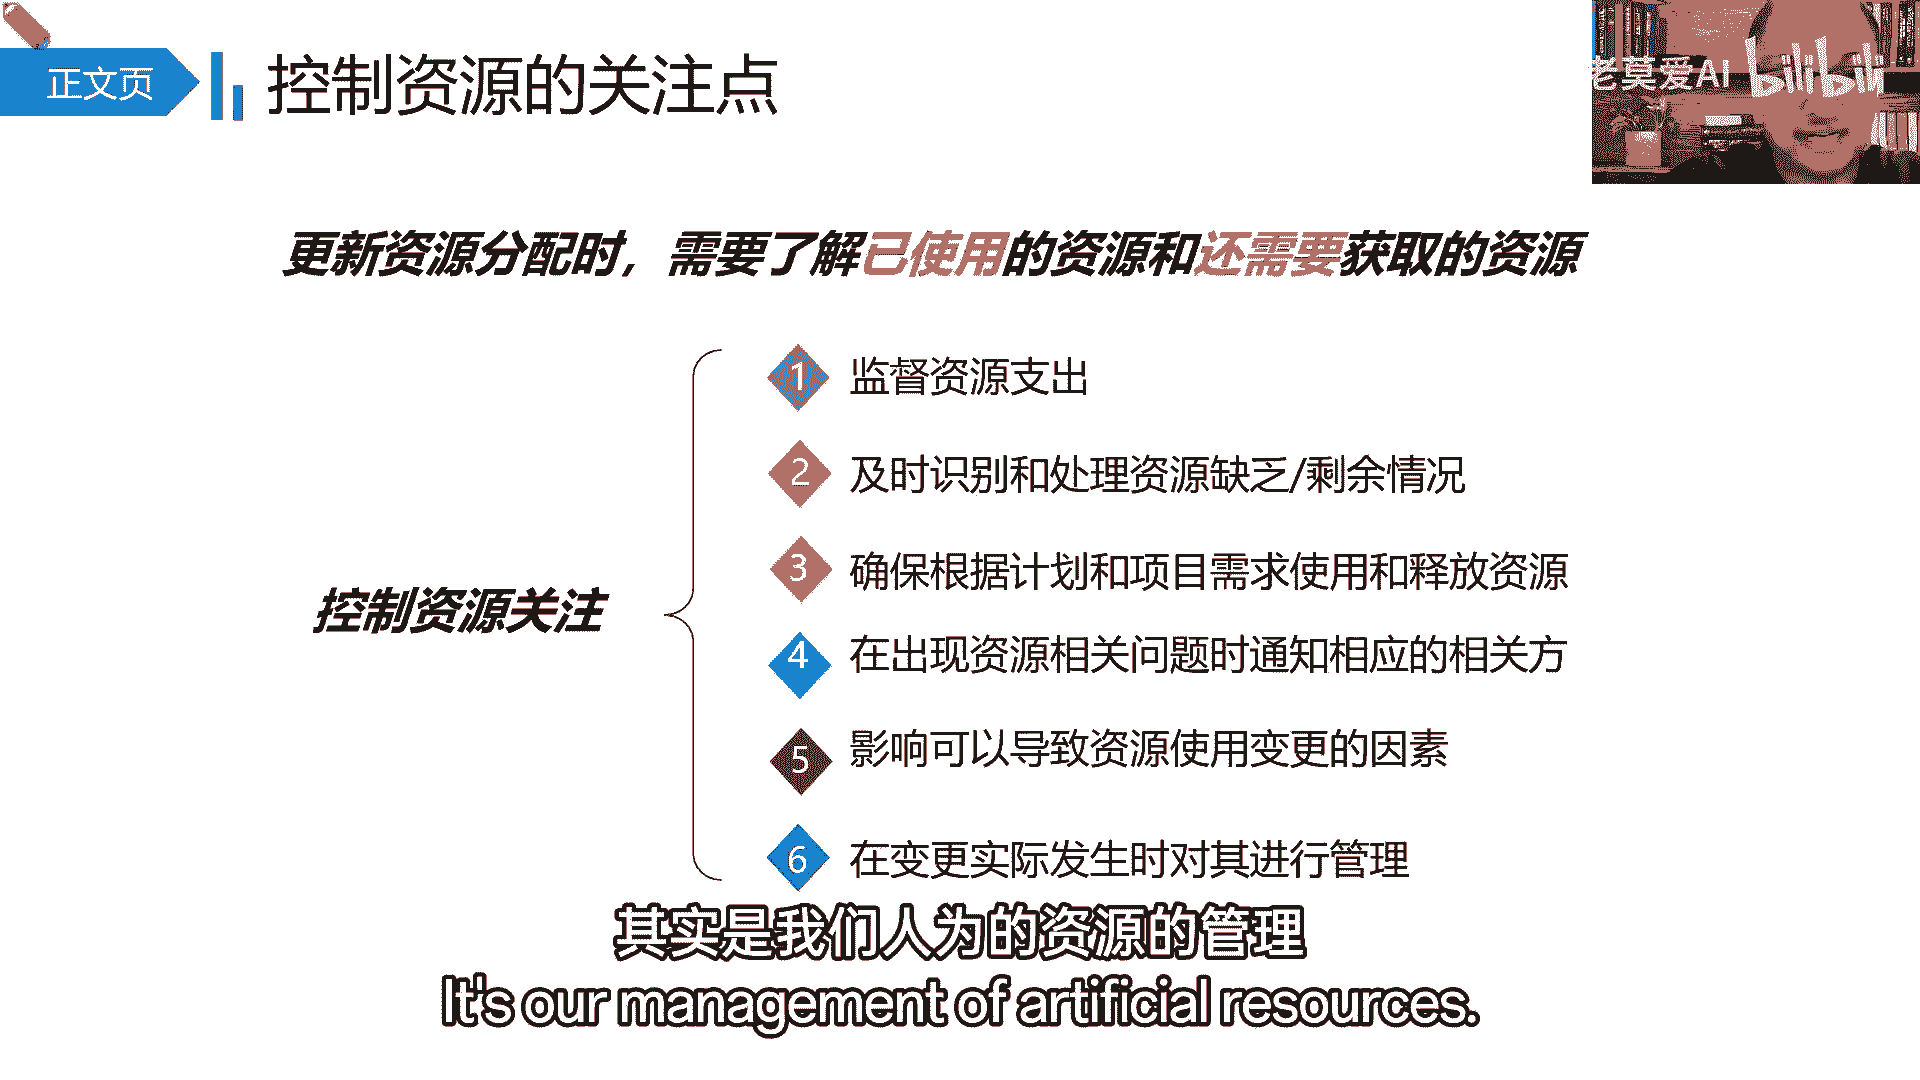 正文页
控制资源的关注点
老莫爱AI bilibili
更新资源分配时，需要了解已使用的资源和还需要获取的资源
控制资源关注
1 监督资源支出
2 及时识别和处理资源缺乏/剩余情况
3 确保根据计划和项目需求使用和释放资源
4 在出现资源相关问题时通知相应的相关方
5 影响可以导致资源使用变更的因素
6 在变更实际发生时对其进行管理
其实是我们人为的资源的管理
It's our management of artificial resources.